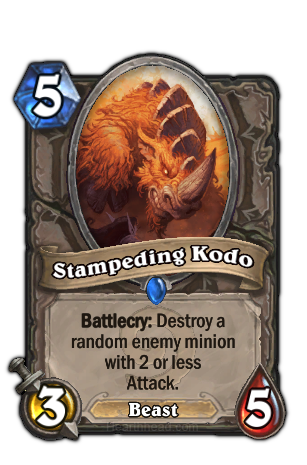 5
Stampeding Kodo
Battlecry: Destroy a
random enemy minion
with 2 or less
Attack.
3
Beast
5